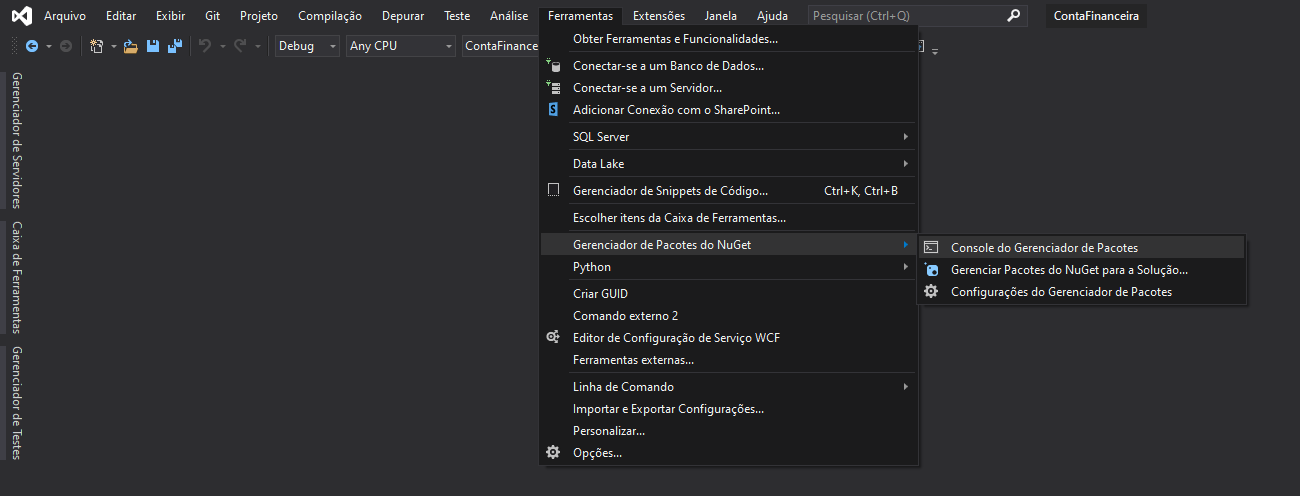 Arquivo Editar Exibir Git Projeto Compilação Depurar Teste Análise Ferramentas Extensões Janela Ajuda Pesquisar (Ctrl+Q) ContaFinanceira
Debug Any CPU ContaFinance
Gerenciador de Servidores
Caixa de Ferramentas
Gerenciador de Testes
Obter Ferramentas e Funcionalidades...
Conectar-se a um Banco de Dados...
Conectar-se a um Servidor...
Adicionar Conexão com o SharePoint...
SQL Server
Data Lake
Gerenciador de Snippets de Código... Ctrl+K, Ctrl+B
Escolher itens da Caixa de Ferramentas...
Gerenciador de Pacotes do NuGet
Python
Criar GUID
Comando externo 2
Editor de Configuração de Serviço WCF
Ferramentas externas...
Linha de Comando
Importar e Exportar Configurações...
Personalizar...
Opções...
Console do Gerenciador de Pacotes
Gerenciar Pacotes do NuGet para a Solução...
Configurações do Gerenciador de Pacotes